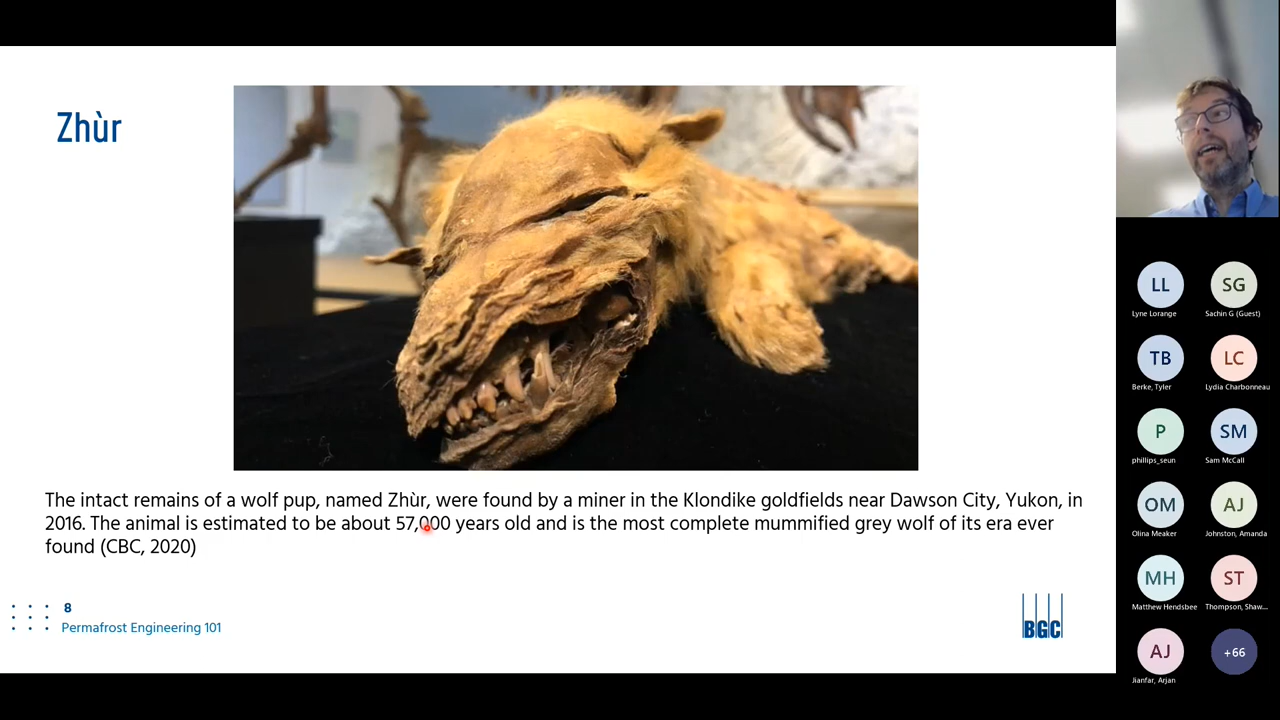 Zhùr
The intact remains of a wolf pup, named Zhùr, were found by a miner in the Klondike goldfields near Dawson City, Yukon, in
2016. The animal is estimated to be about 57,000 years old and is the most complete mummified grey wolf of its era ever
found (CBC, 2020)
8
Permafrost Engineering 101
BGC
LL
Lyne Lorange
SG
Sachin G (Guest)
TB
Berke, Tyler
LC
Lydia Charbonneau
P
phillips_seun
SM
Sam McCall
OM
Olina Meaker
AJ
Johnston, Amanda
MH
Matthew Hendsbee
ST
Thompson, Shaw...
AJ
Jianfar, Arjan
+66